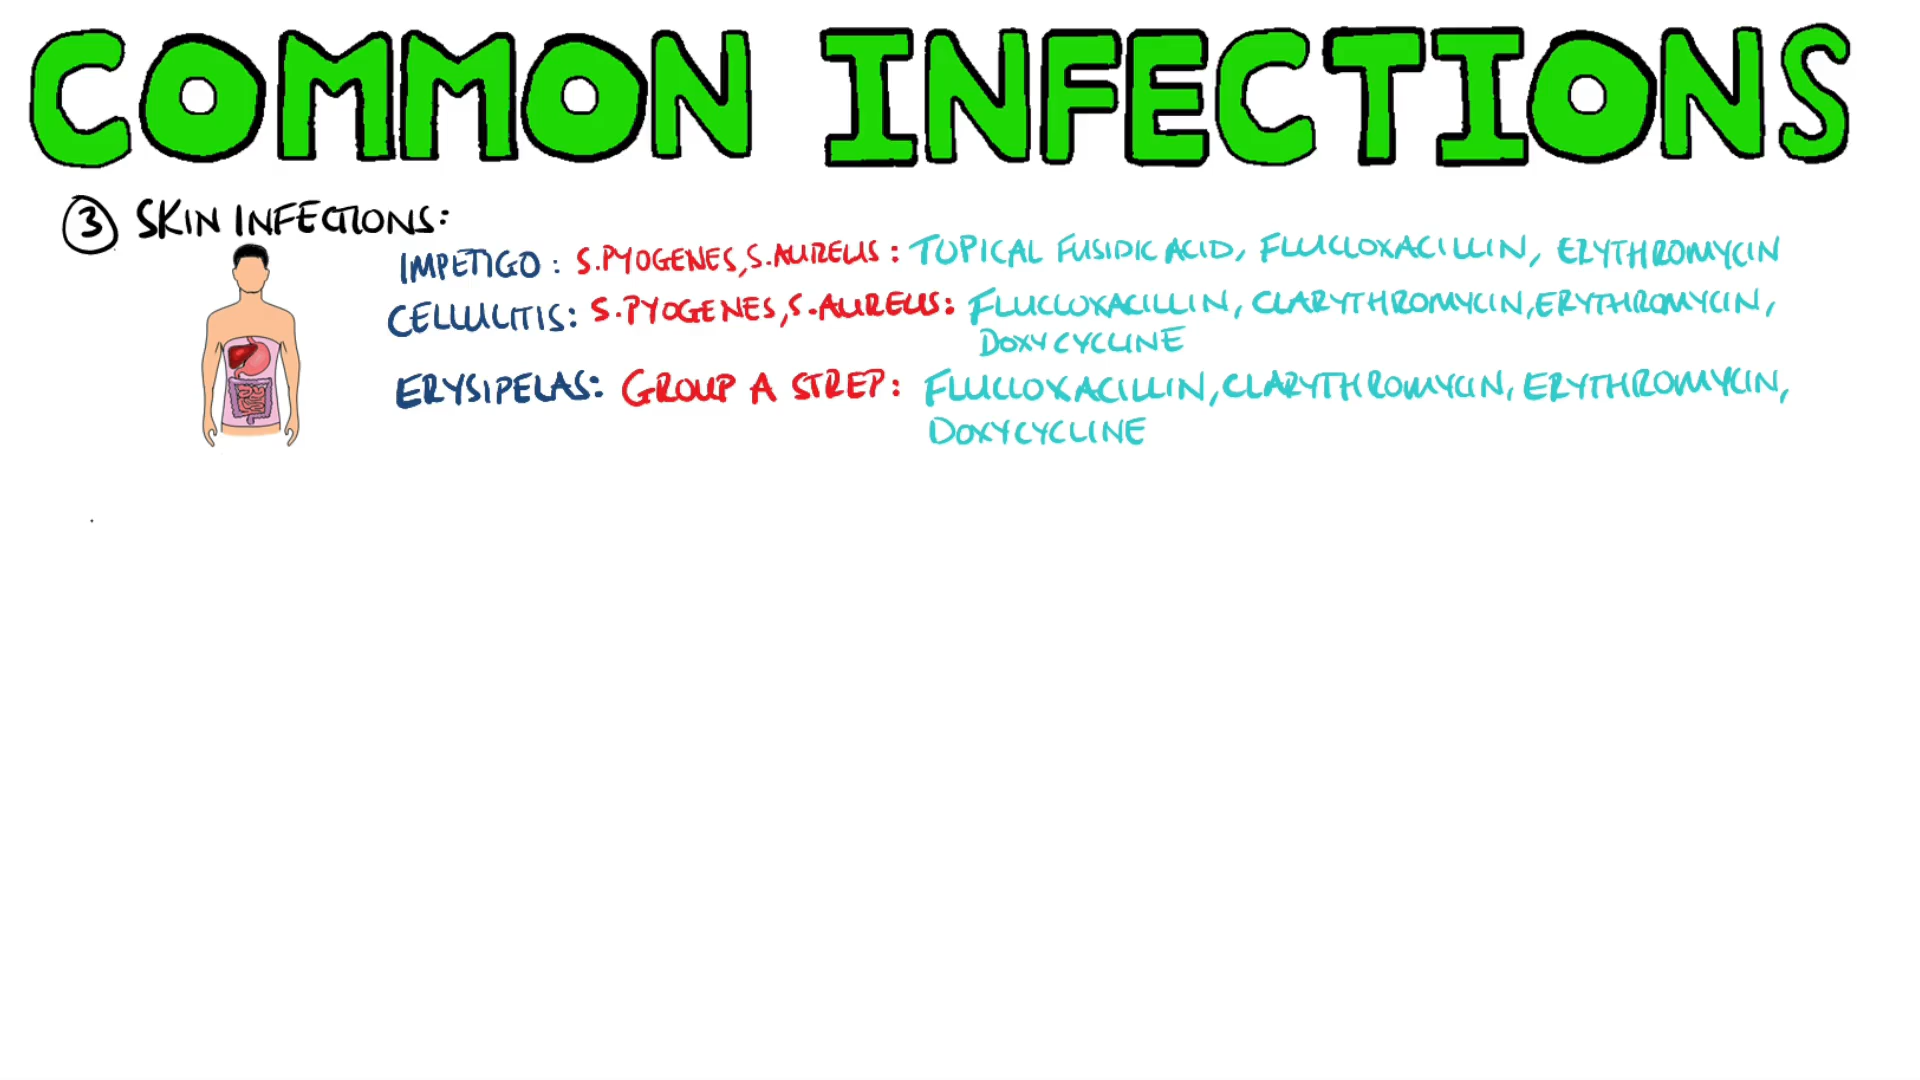 COMMON INFECTIONS
3 SKIN INFECTIONS:
IMPETIGO: S.PYOGENES, S.AUREUS: TOPICAL FUSIDIC ACID, FLUCLOXACILLIN, ERYTHROMYCIN
CELLULITIS: S.PYOGENES, S.AUREUS: FLUCLOXACILLIN, CLARYTHROMYCIN, ERYTHROMYCIN,
DOXYCYCLINE
ERYSIPELAS: GROUP A STREP: FLUCLOXACILLIN, CLARYTHROMYCIN, ERYTHROMYCIN,
DOXYCYCLINE